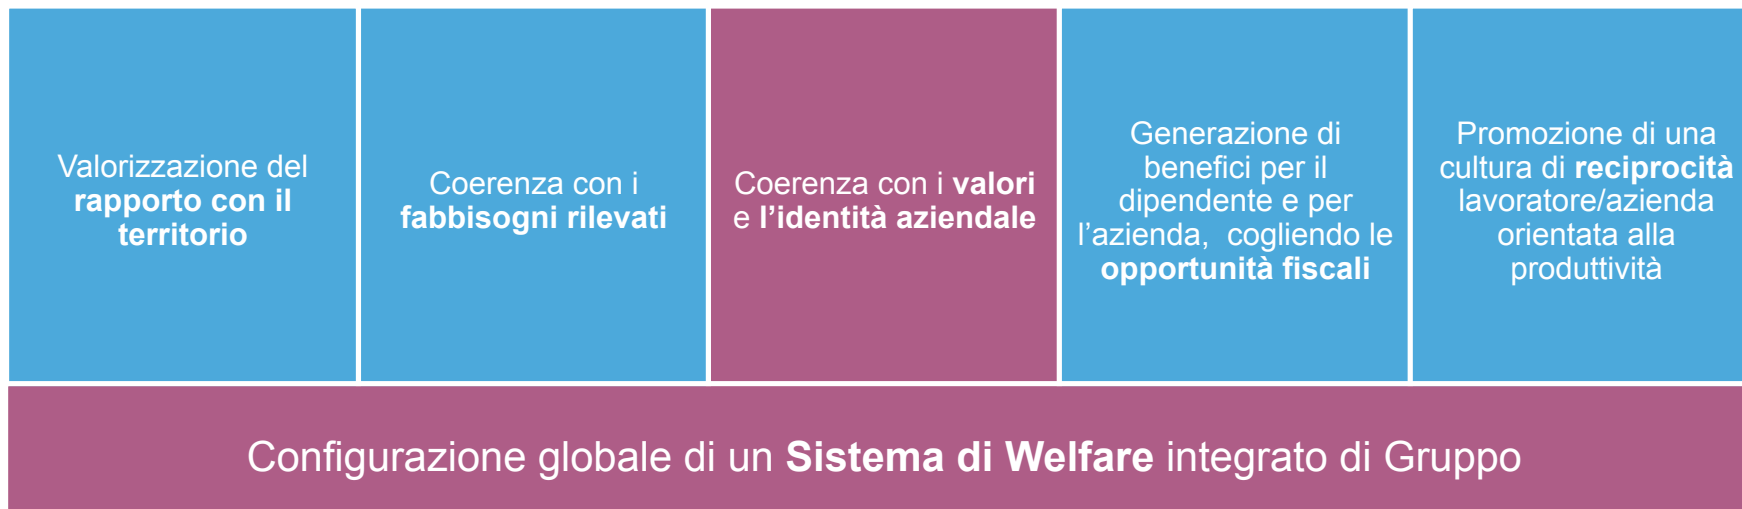 Valorizzazione del
rapporto con il
territorio
Coerenza con i
fabbisogni rilevati
Coerenza con i valori
e l’identità aziendale
Generazione di
benefici per il
dipendente e per
l’azienda,  cogliendo le
opportunità fiscali
Promozione di una
cultura di reciprocità
lavoratore/azienda
orientata alla
produttività
Configurazione globale di un Sistema di Welfare integrato di Gruppo